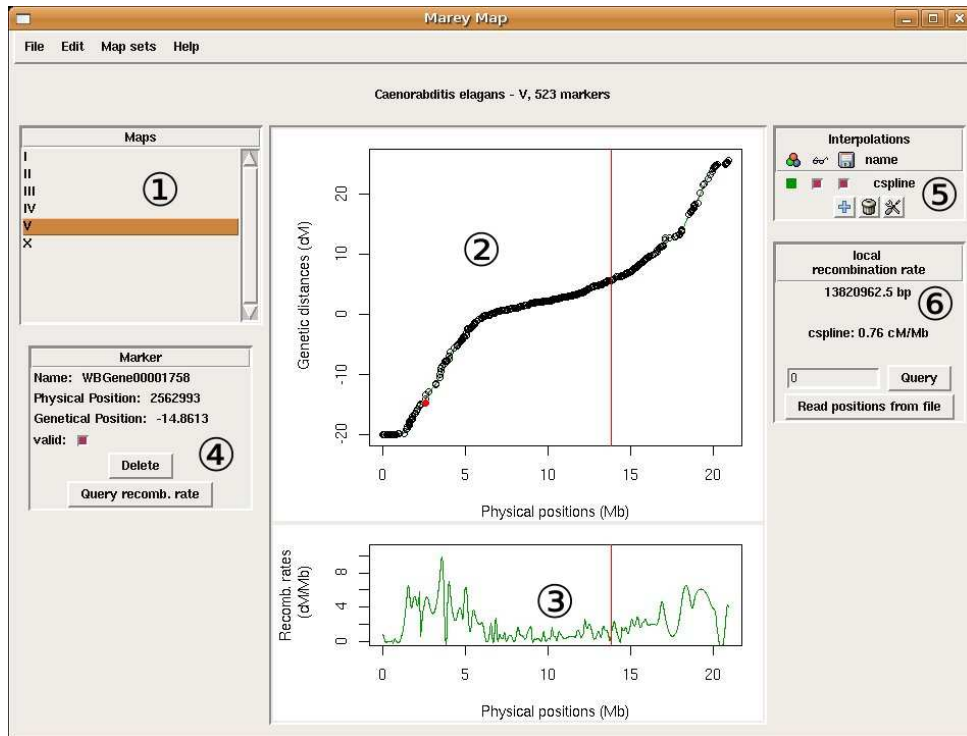 Marey Map
File Edit Map sets Help
Caenorabditis elagans - V, 523 markers
Maps
I
II
III
IV
V
X
①
Marker
Name: WBGene00001758
Physical Position: 2562993
Genetical Position: -14.8613
valid:
④
Delete
Query recomb. rate
Genetic distances (cM)
20
10
0
-10
-20
②
0 5 10 15 20
Physical positions (Mb)
Recomb. rates
(cM/Mb)
8
4
0
③
0 5 10 15 20
Physical positions (Mb)
Interpolations
name
cspline
⑤
local
recombination rate
13820962.5 bp
⑥
cspline: 0.76 cM/Mb
0 Query
Read positions from file